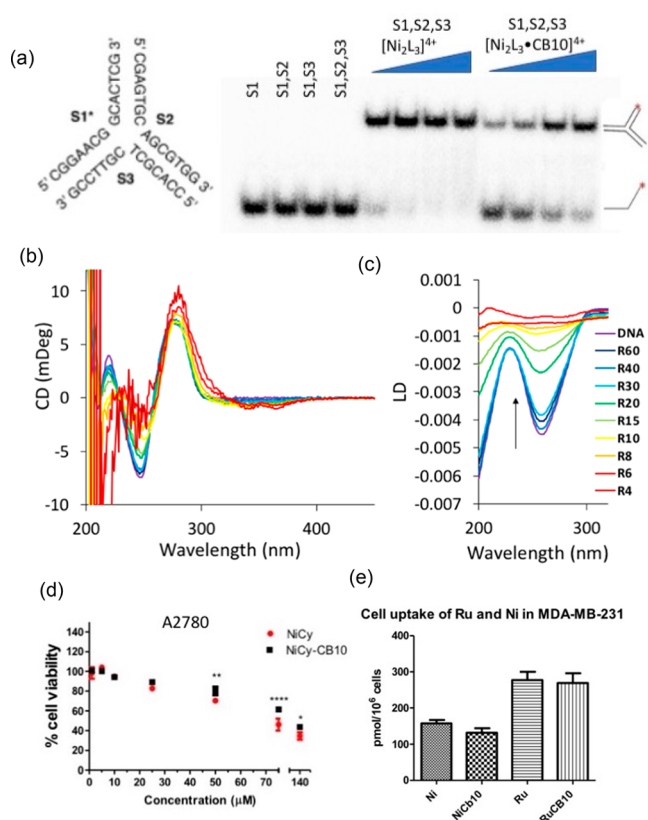 (a)
S1*
S2
S3
5' CGGAACG
GCACTCG 3'
5' CGAGTGC
AGCGTGG 3'
3' GCCTTGC
TCGCACC 5'
S1
S1,S2
S1,S3
S1,S2,S3
S1,S2,S3
[Ni₂L₃]⁴⁺
S1,S2,S3
[Ni₂L₃•CB10]⁴⁺
*
*
(b)
CD (mDeg)
10
5
0
-5
-10
200
300
400
Wavelength (nm)
(c)
LD
0.001
0
-0.001
-0.002
-0.003
-0.004
-0.005
-0.006
-0.007
200
300
Wavelength (nm)
DNA
R60
R40
R30
R20
R15
R10
R8
R6
R4
(d)
A2780
NiCy
NiCy-CB10
% cell viability
120
100
80
60
40
20
0
**
****
*
0
10
20
30
40
50
60
70
140
Concentration (μM)
(e)
Cell uptake of Ru and Ni in MDA-MB-231
pmol/10⁶ cells
400
300
200
100
0
Ni
NiCb10
Ru
RuCB10